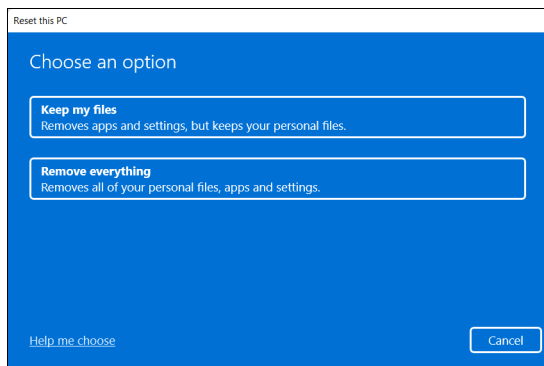 Reset this PC
Choose an option
Keep my files
Removes apps and settings, but keeps your personal files.
Remove everything
Removes all of your personal files, apps and settings.
Help me choose
Cancel